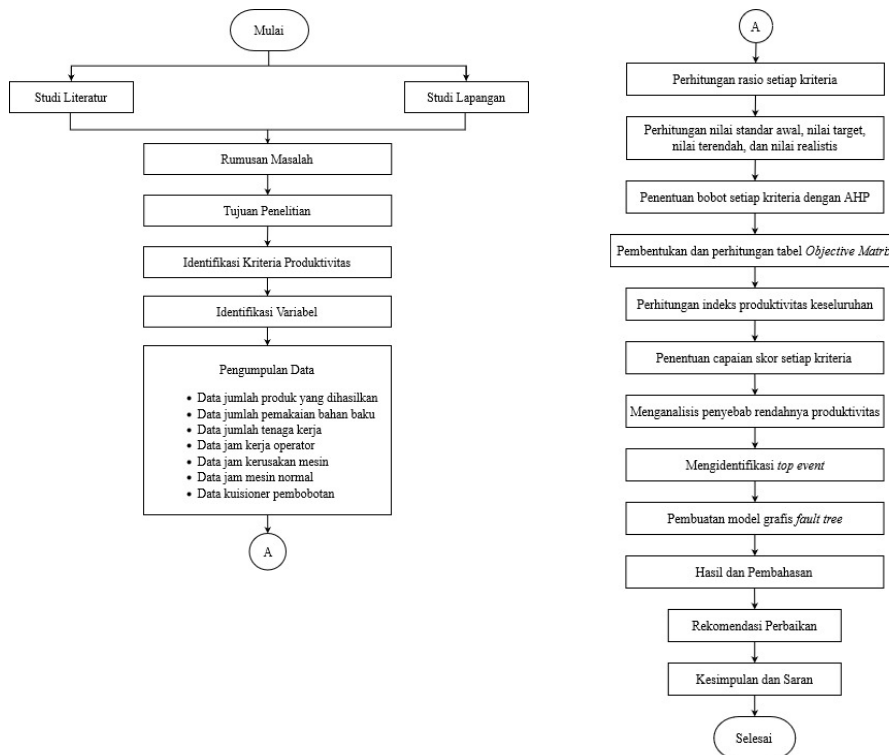 Mulai
Studi Literatur
Studi Lapangan
Rumusan Masalah
Tujuan Penelitian
Identifikasi Kriteria Produktivitas
Identifikasi Variabel
Pengumpulan Data
• Data jumlah produk yang dihasilkan
• Data jumlah pemakaian bahan baku
• Data jumlah tenaga kerja
• Data jam kerja operator
• Data jam kerusakan mesin
• Data jam mesin normal
• Data kuisioner pembobotan
A
A
Perhitungan rasio setiap kriteria
Perhitungan nilai standar awal, nilai target,
nilai terendah, dan nilai realistis
Penentuan bobot setiap kriteria dengan AHP
Pembentukan dan perhitungan tabel Objective Matrix
Perhitungan indeks produktivitas keseluruhan
Penentuan capaian skor setiap kriteria
Menganalisis penyebab rendahnya produktivitas
Mengidentifikasi top event
Pembuatan model grafis fault tree
Hasil dan Pembahasan
Rekomendasi Perbaikan
Kesimpulan dan Saran
Selesai